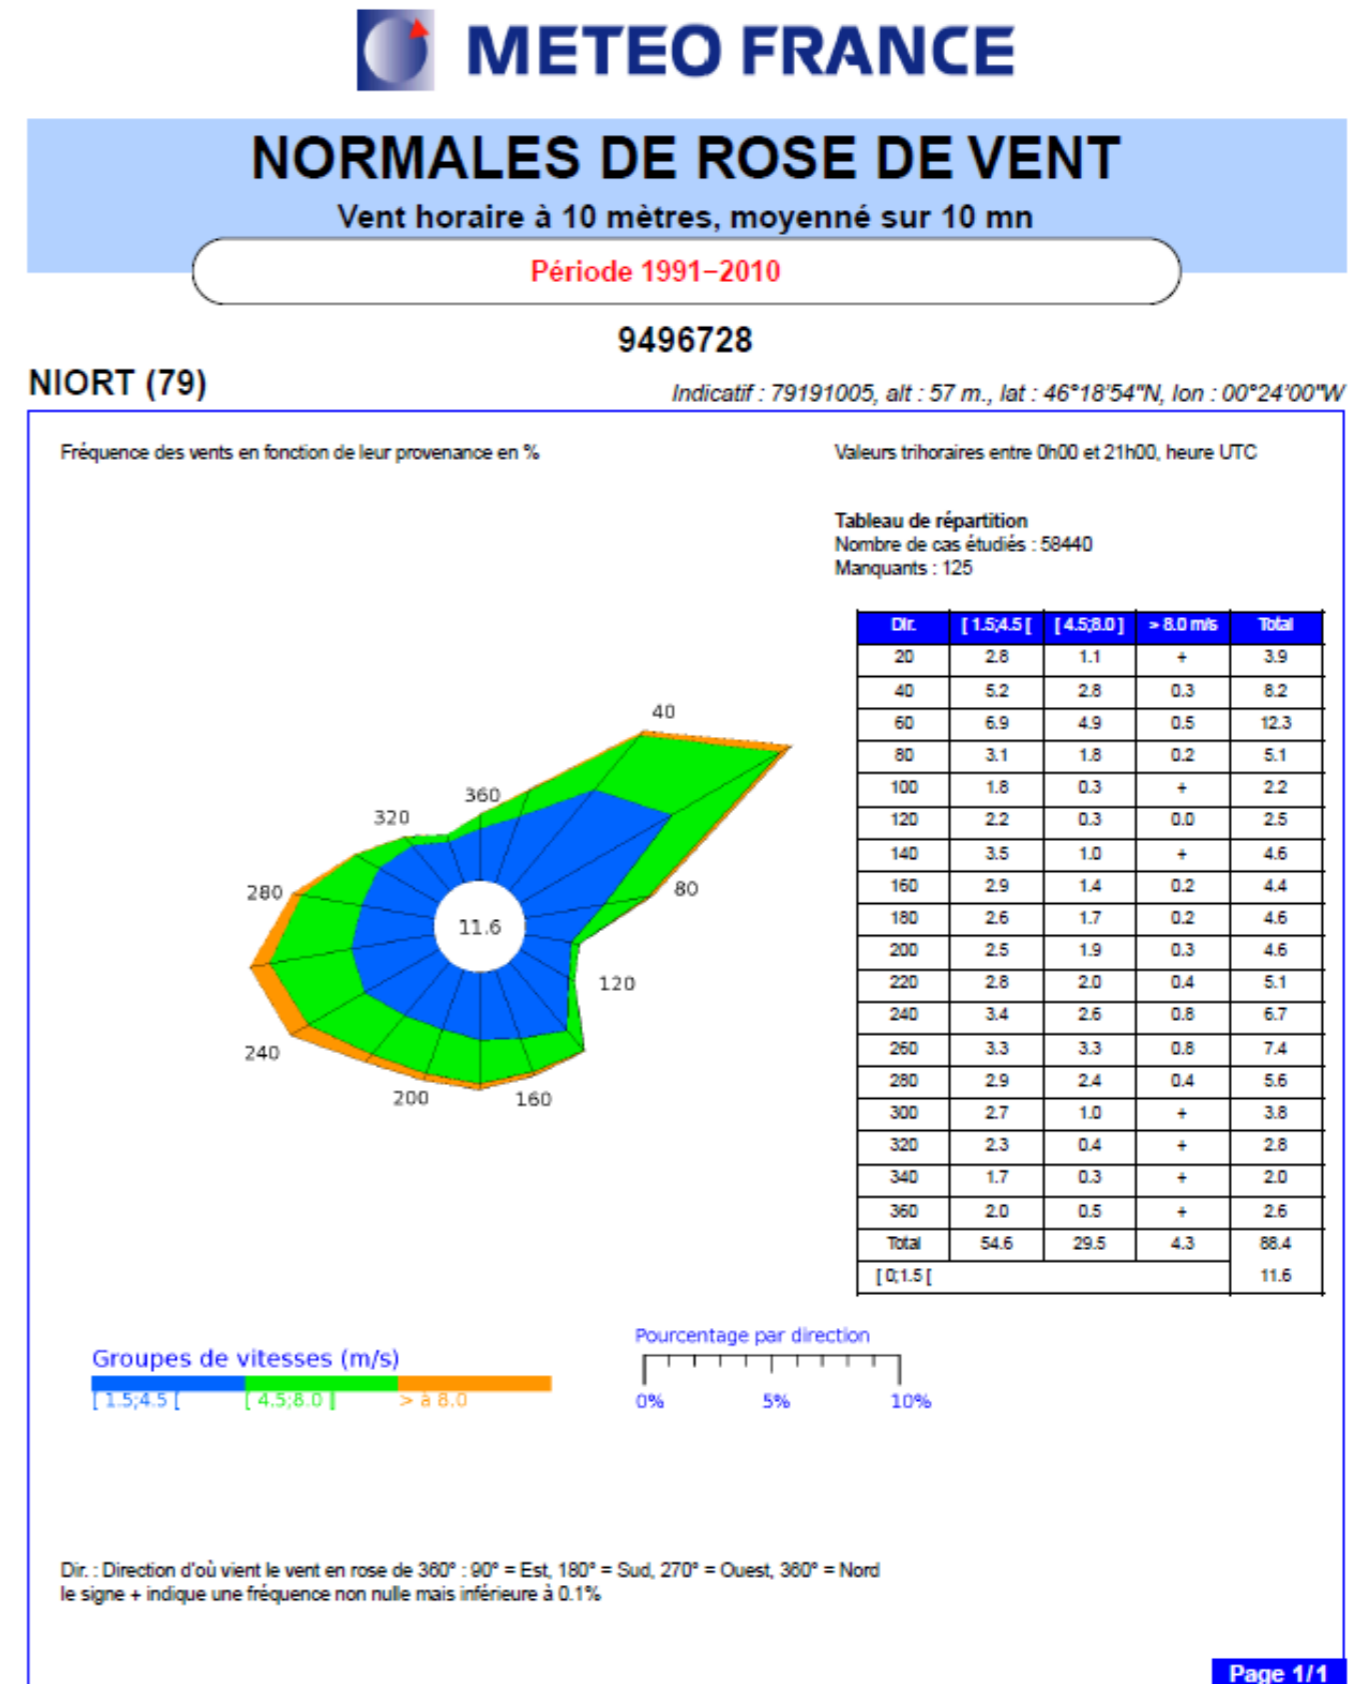 METEO FRANCE
NORMALES DE ROSE DE VENT
Vent horaire à 10 mètres, moyenné sur 10 mn
Période 1991–2010
9496728
NIORT (79)
Indicatif : 79191005, alt : 57 m., lat : 46°18'54"N, lon : 00°24'00"W
Fréquence des vents en fonction de leur provenance en %
Valeurs trihoraires entre 0h00 et 21h00, heure UTC
Tableau de répartition
Nombre de cas étudiés : 58440
Manquants : 125
Dir. [ 1.5;4.5 [ [ 4.5;8.0 ] > 8.0 m/s Total
20 2.8 1.1 + 3.9
40 5.2 2.8 0.3 8.2
60 6.9 4.9 0.5 12.3
80 3.1 1.8 0.2 5.1
100 1.8 0.3 + 2.2
120 2.2 0.3 0.0 2.5
140 3.5 1.0 + 4.6
160 2.9 1.4 0.2 4.4
180 2.6 1.7 0.2 4.6
200 2.5 1.9 0.3 4.6
220 2.8 2.0 0.4 5.1
240 3.4 2.6 0.8 6.7
260 3.3 3.3 0.8 7.4
280 2.9 2.4 0.4 5.6
300 2.7 1.0 + 3.8
320 2.3 0.4 + 2.8
340 1.7 0.3 + 2.0
360 2.0 0.5 + 2.6
Total 54.6 29.5 4.3 88.4
[ 0;1.5 [ 11.6
40
360
320
280
80
11.6
120
240
200
160
Groupes de vitesses (m/s)
[ 1.5;4.5 [ [ 4.5;8.0 ] > à 8.0
Pourcentage par direction
0% 5% 10%
Dir. : Direction d'où vient le vent en rose de 360° : 90° = Est, 180° = Sud, 270° = Ouest, 360° = Nord
le signe + indique une fréquence non nulle mais inférieure à 0.1%
Page 1/1